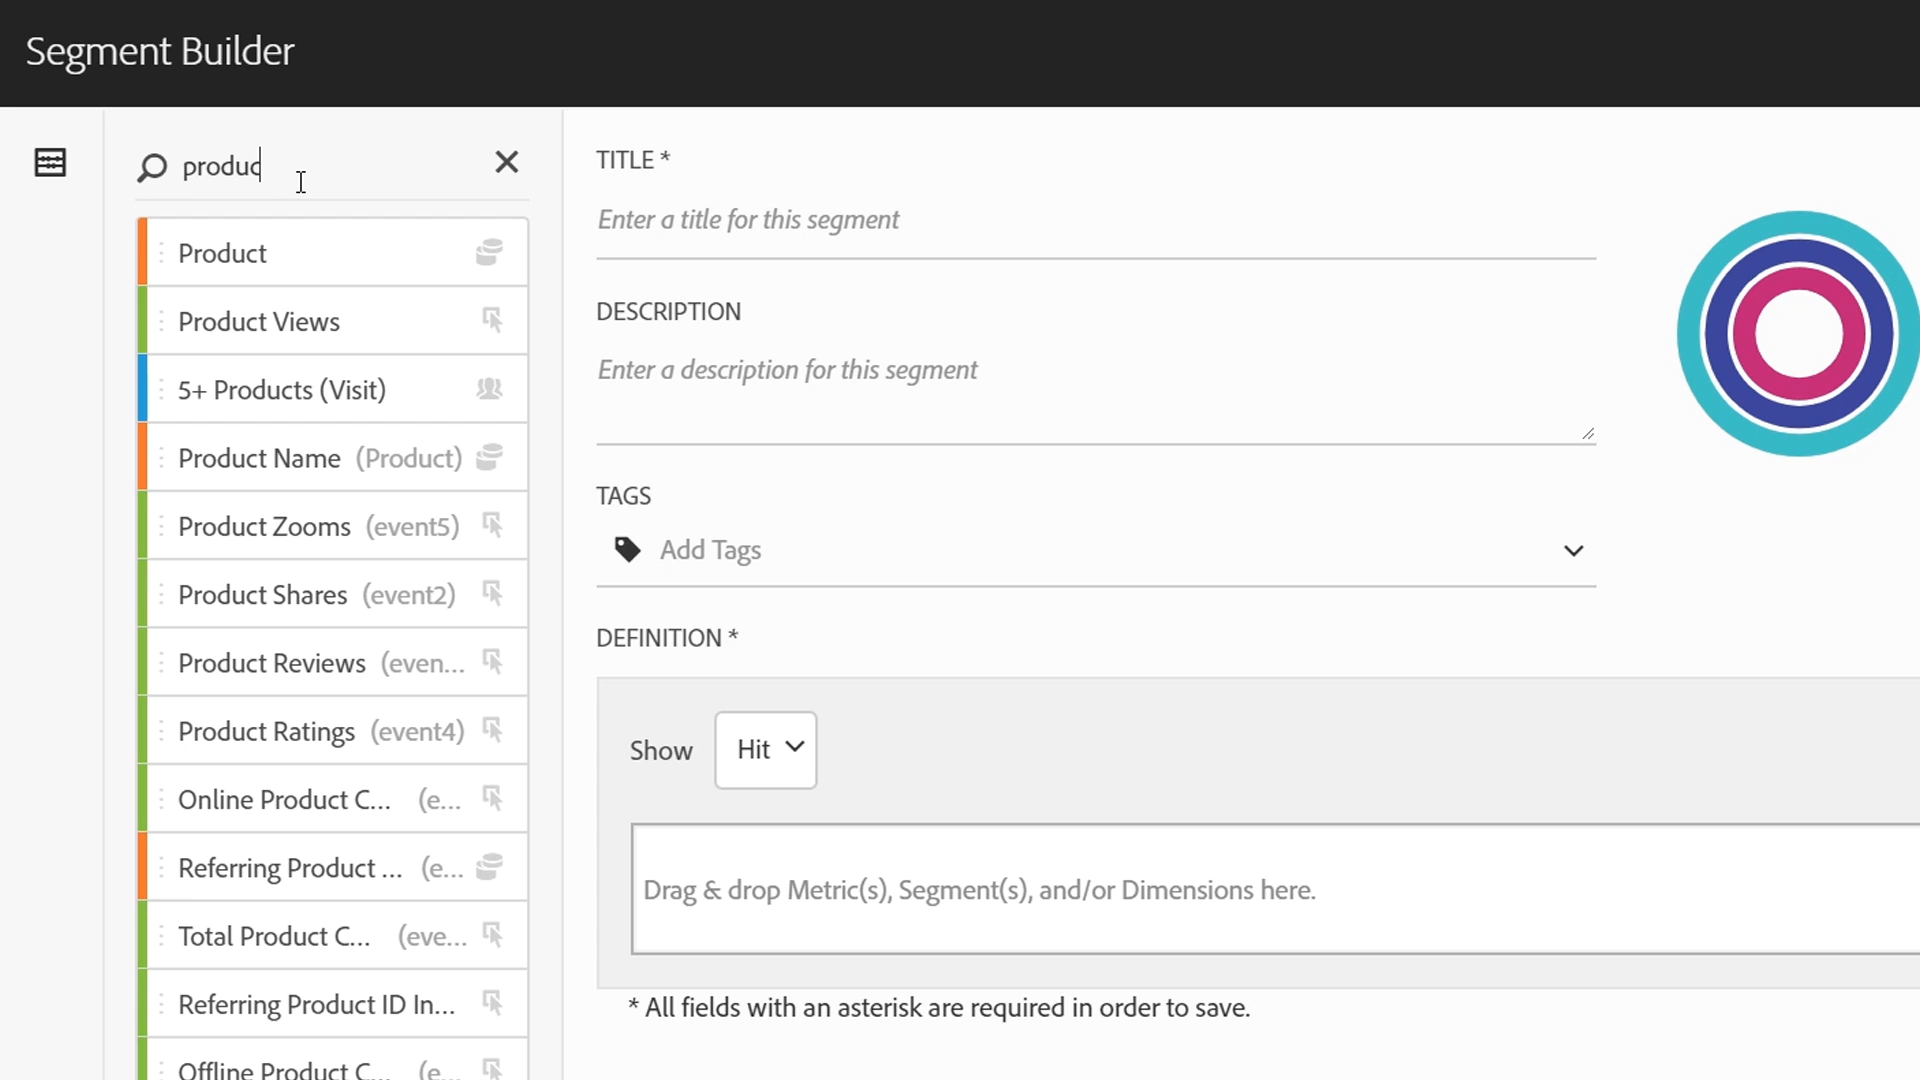 Segment Builder
produc
Product
Product Views
5+ Products (Visit)
Product Name (Product)
Product Zooms (event5)
Product Shares (event2)
Product Reviews (even...
Product Ratings (event4)
Online Product C... (e...
Referring Product ... (e...
Total Product C... (eve...
Referring Product ID In...
Offline Product C... (e...
TITLE *
Enter a title for this segment
DESCRIPTION
Enter a description for this segment
TAGS
Add Tags
DEFINITION *
Show Hit
Drag & drop Metric(s), Segment(s), and/or Dimensions here.
* All fields with an asterisk are required in order to save.